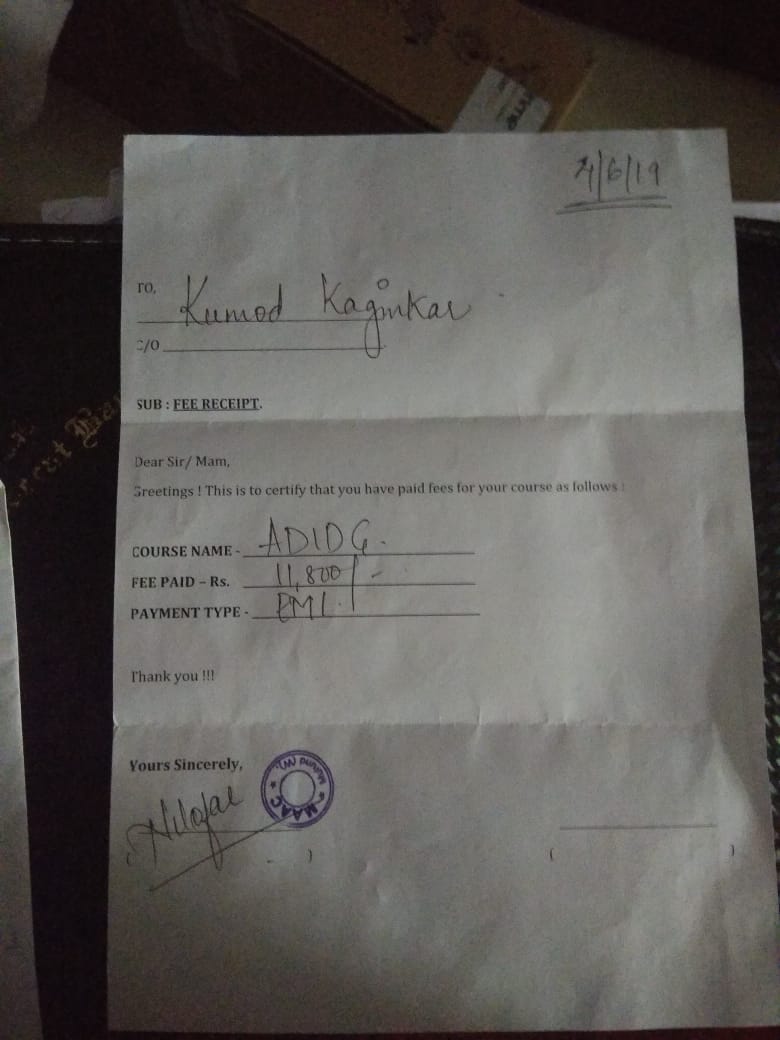 4/6/19
TO,
Kumod Kaginkar
C/O
SUB : FEE RECEIPT.
Dear Sir/ Mam,
Greetings ! This is to certify that you have paid fees for your course as follows :
COURSE NAME - ADIDG.
FEE PAID – Rs. 11,800/-
PAYMENT TYPE - EMI.
Thank you !!!
Yours Sincerely,
MAAC * Mulund (W). *
( ) ( )